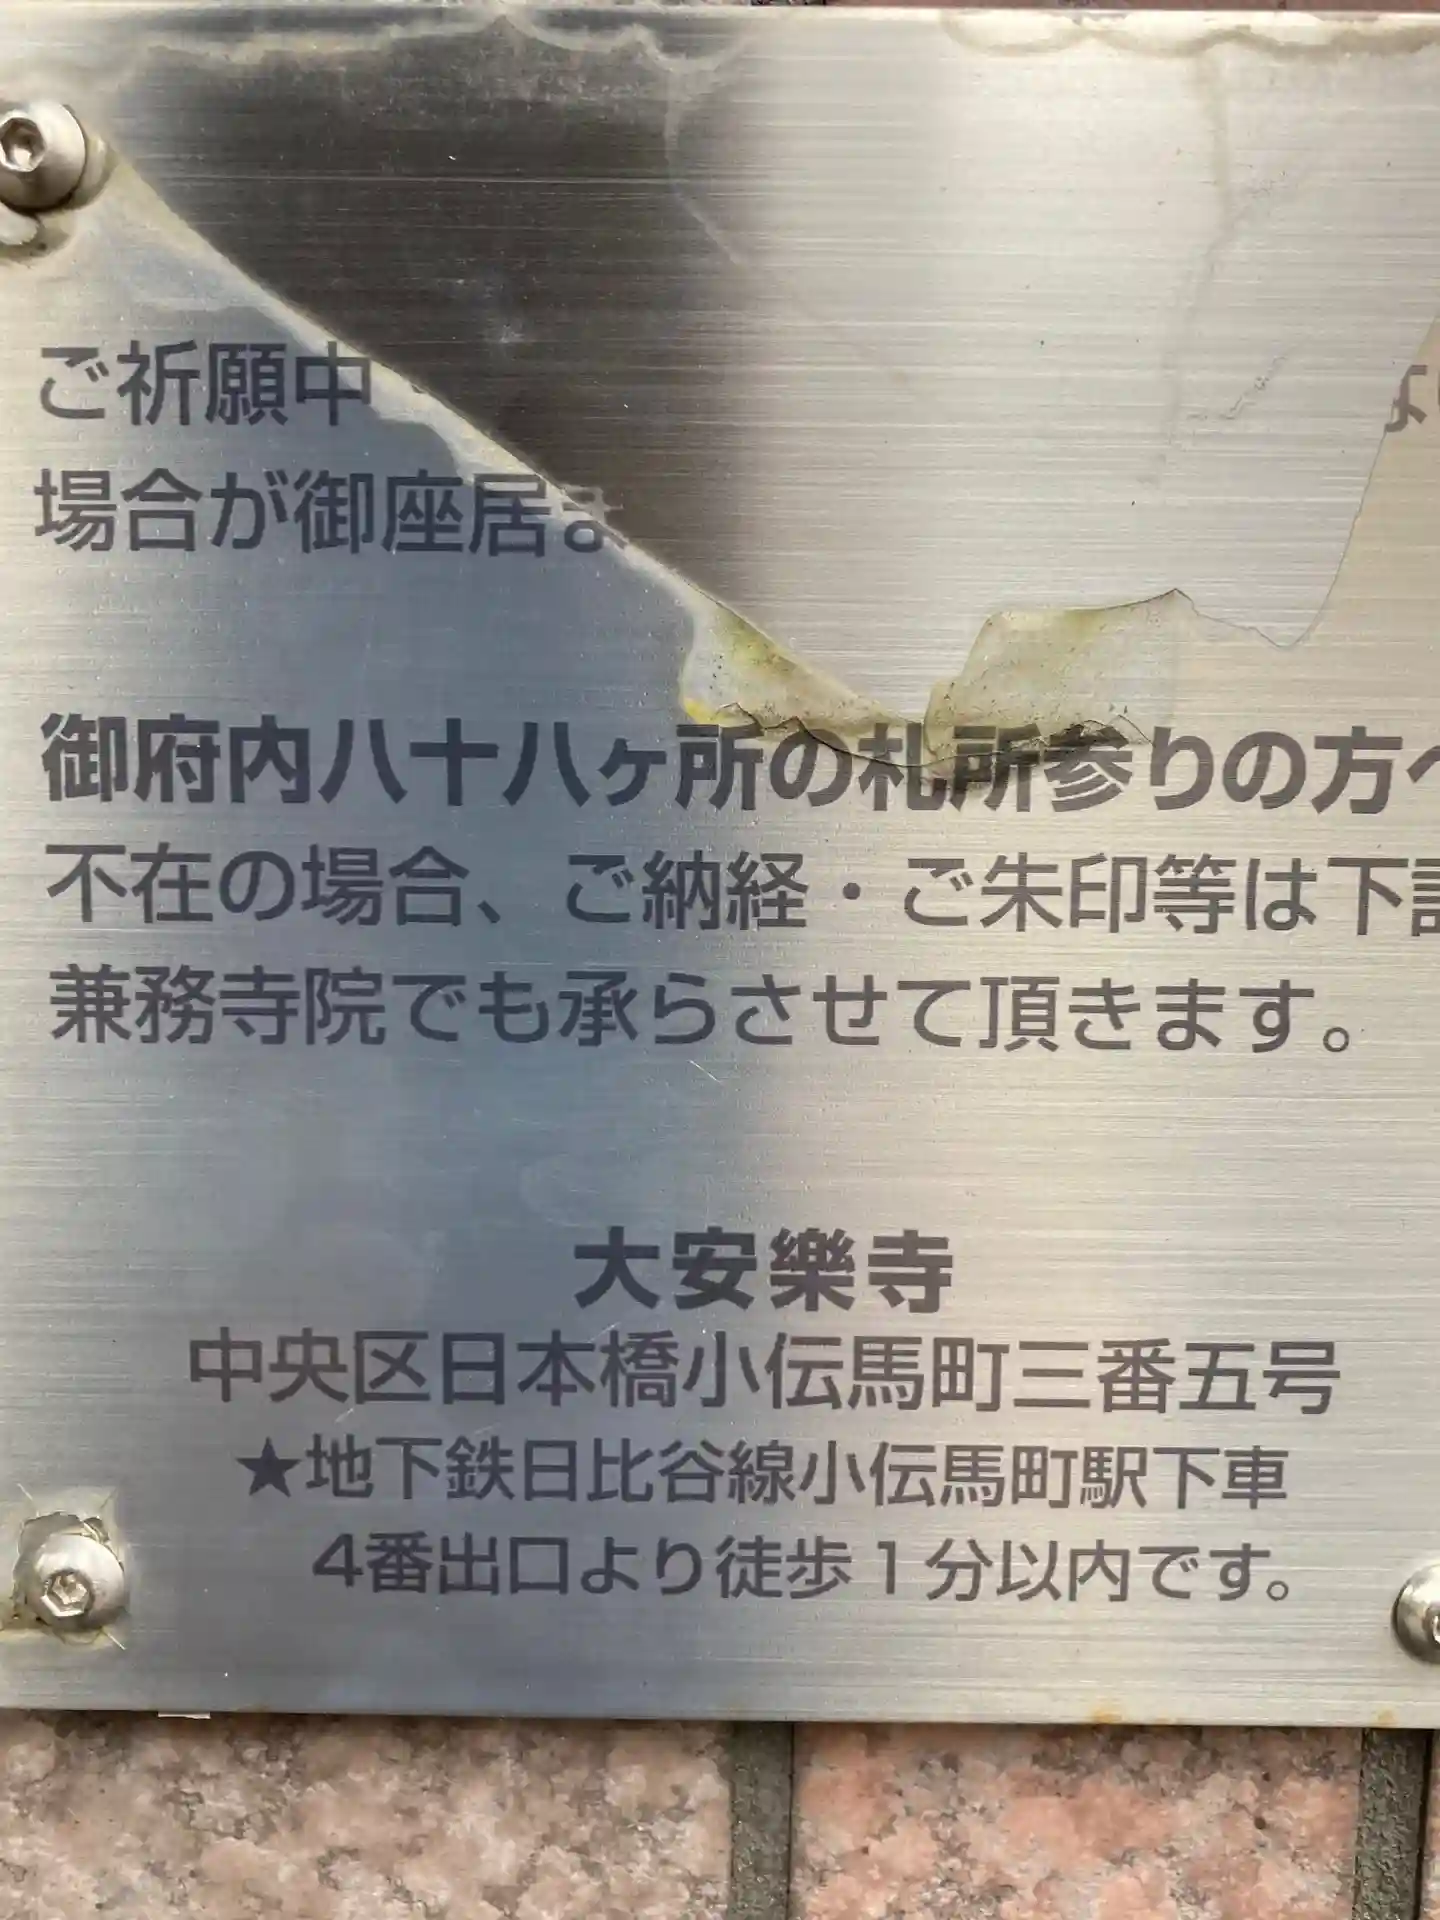 ご祈願中
場合が御座居ま
御府内八十八ヶ所の札所参りの方へ
不在の場合、ご納経・ご朱印等は下記
兼務寺院でも承らさせて頂きます。
大安樂寺
中央区日本橋小伝馬町三番五号
★地下鉄日比谷線小伝馬町駅下車
4番出口より徒歩1分以内です。